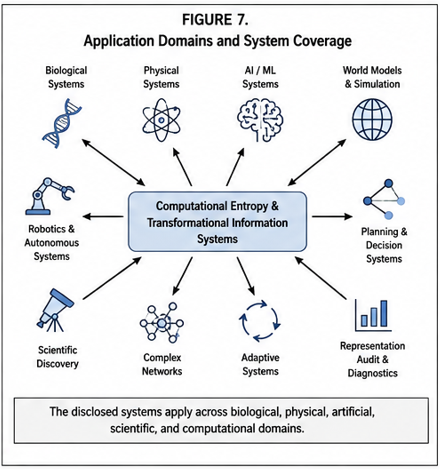 FIGURE 7.
Application Domains and System Coverage
Biological
Systems
Physical
Systems
AI / ML
Systems
World Models
& Simulation
Computational Entropy &
Transformational Information
Systems
Robotics &
Autonomous
Systems
Planning &
Decision
Systems
Scientific
Discovery
Complex
Networks
Adaptive
Systems
Representation
Audit &
Diagnostics
The disclosed systems apply across biological, physical, artificial,
scientific, and computational domains.